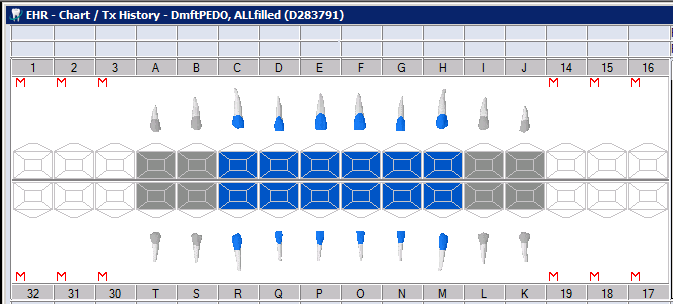 EHR - Chart / Tx History - DmftPEDO, ALLfilled (D283791)
1 2 3 A B C D E F G H I J 14 15 16
M M M M M M
M M M M M M
32 31 30 T S R Q P O N M L K 19 18 17